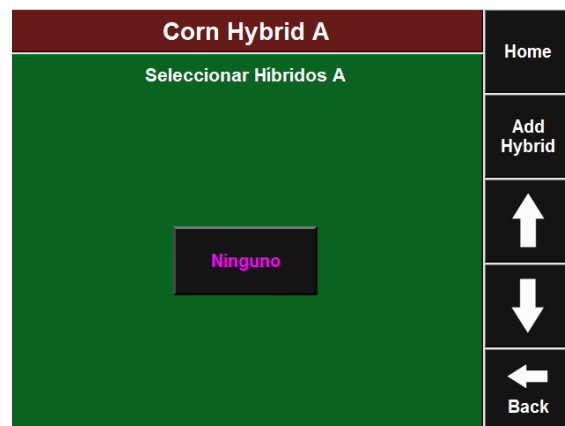 Corn Hybrid A
Seleccionar Híbridos A
Ninguno
Home
Add
Hybrid
Back